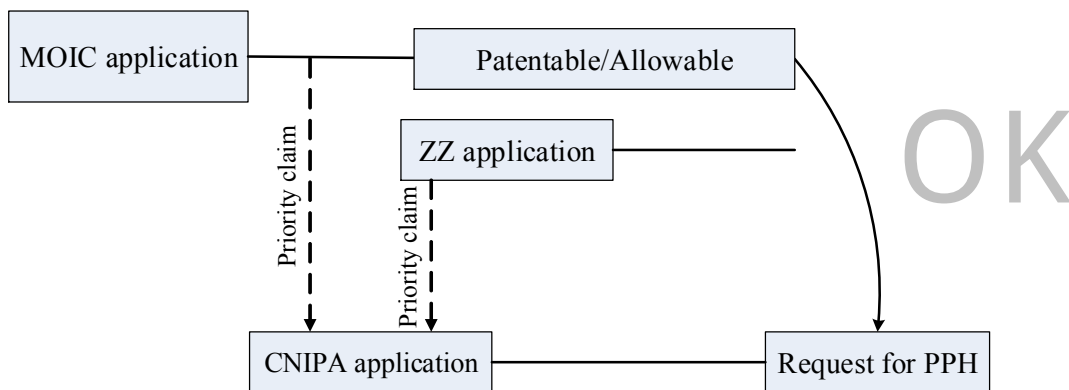 MOIC application
Patentable/Allowable
OK
ZZ application
Priority claim
Priority claim
CNIPA application
Request for PPH